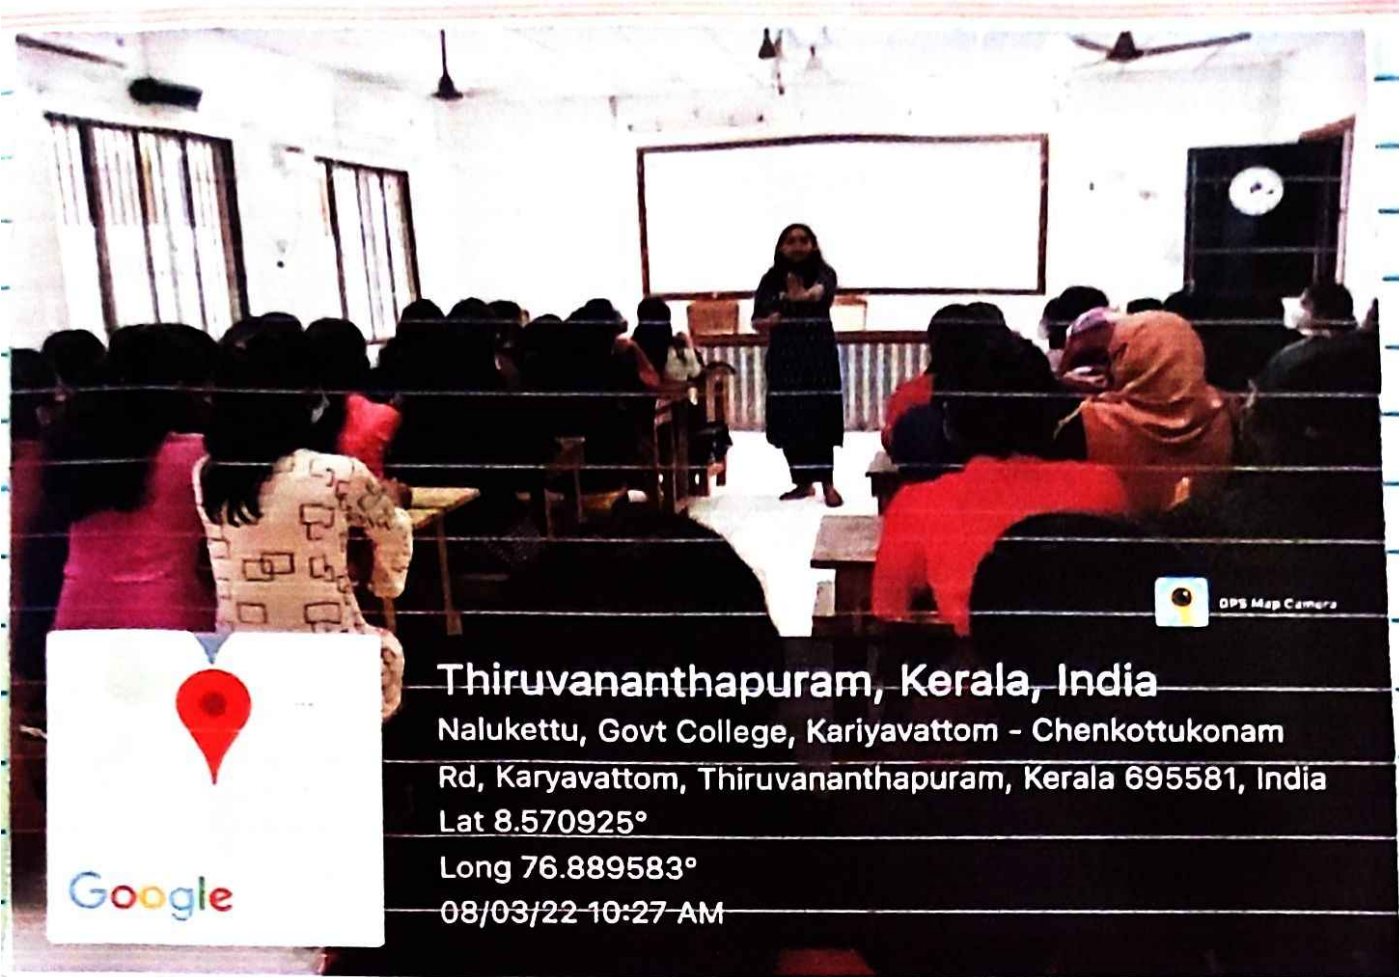 GPS Map Camera
Thiruvananthapuram, Kerala, India
Nalukettu, Govt College, Kariyavattom - Chenkottukonam
Rd, Karyavattom, Thiruvananthapuram, Kerala 695581, India
Lat 8.570925°
Long 76.889583°
08/03/22 10:27 AM
Google